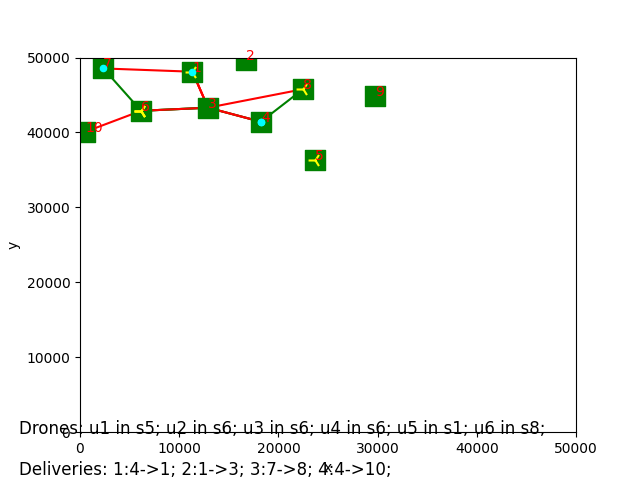 2
50000
40000
10
30000
y
20000
10000
0
Drones: u1 in s5; u2 in s6; u3 in s6; u4 in s6; u5 in s1; u6 in s8;
0 10000 20000 30000 40000 50000
x
Deliveries: 1:4->1; 2:1->3; 3:7->8; 4:4->10;